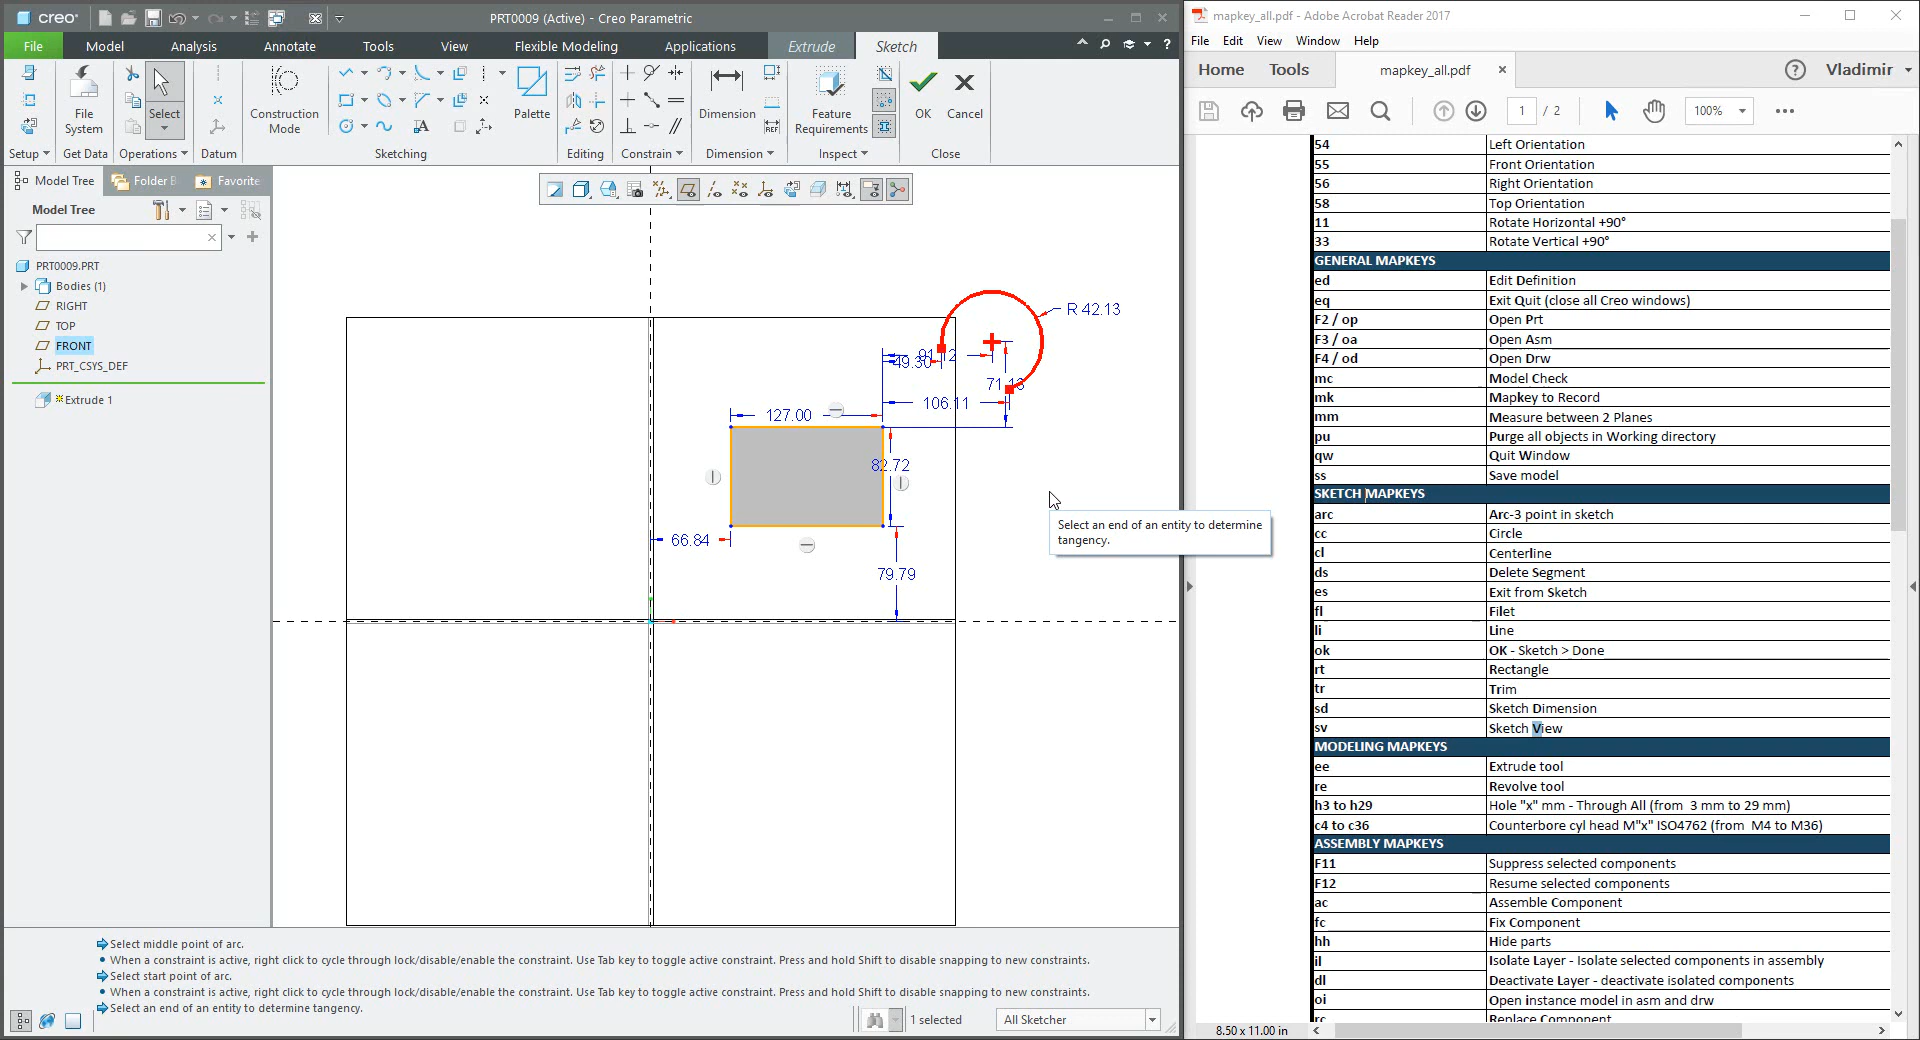 creo
PRT0009 (Active) - Creo Parametric
File Model Analysis Annotate Tools View Flexible Modeling Applications Extrude Sketch
File System
Select
Construction Mode
Palette
Dimension
Feature Requirements
OK
Cancel
Setup Get Data Operations Datum Sketching Editing Constrain Dimension Inspect Close
Model Tree Folder B Favorite
Model Tree
PRT0009.PRT
Bodies (1)
RIGHT
TOP
FRONT
PRT_CSYS_DEF
Extrude 1
R 42.13
49.30
106.11
127.00
82.72
66.84
79.79
Select an end of an entity to determine
tangency.
Select middle point of arc.
When a constraint is active, right click to cycle through lock/disable/enable the constraint. Use Tab key to toggle active constraint. Press and hold Shift to disable snapping to new constraints.
Select start point of arc.
When a constraint is active, right click to cycle through lock/disable/enable the constraint. Use Tab key to toggle active constraint. Press and hold Shift to disable snapping to new constraints.
Select an end of an entity to determine tangency.
1 selected
All Sketcher
mapkey_all.pdf - Adobe Acrobat Reader 2017
File Edit View Window Help
Home Tools mapkey_all.pdf Vladimir
1 / 2 100%
54 Left Orientation
55 Front Orientation
56 Right Orientation
58 Top Orientation
11 Rotate Horizontal +90°
33 Rotate Vertical +90°
GENERAL MAPKEYS
ed Edit Definition
eq Exit Quit (close all Creo windows)
F2 / op Open Prt
F3 / oa Open Asm
F4 / od Open Drw
mc Model Check
mk Mapkey to Record
mm Measure between 2 Planes
pu Purge all objects in Working directory
qw Quit Window
ss Save model
SKETCH MAPKEYS
arc Arc-3 point in sketch
cc Circle
cl Centerline
ds Delete Segment
es Exit from Sketch
fl Filet
li Line
ok OK - Sketch > Done
rt Rectangle
tr Trim
sd Sketch Dimension
sv Sketch View
MODELING MAPKEYS
ee Extrude tool
re Revolve tool
h3 to h29 Hole "x" mm - Through All (from 3 mm to 29 mm)
c4 to c36 Counterbore cyl head M"x" ISO4762 (from M4 to M36)
ASSEMBLY MAPKEYS
F11 Suppress selected components
F12 Resume selected components
ac Assemble Component
fc Fix Component
hh Hide parts
il Isolate Layer - Isolate selected components in assembly
dl Deactivate Layer - deactivate isolated components
oi Open instance model in asm and drw
rc Replace Component
8.50 x 11.00 in